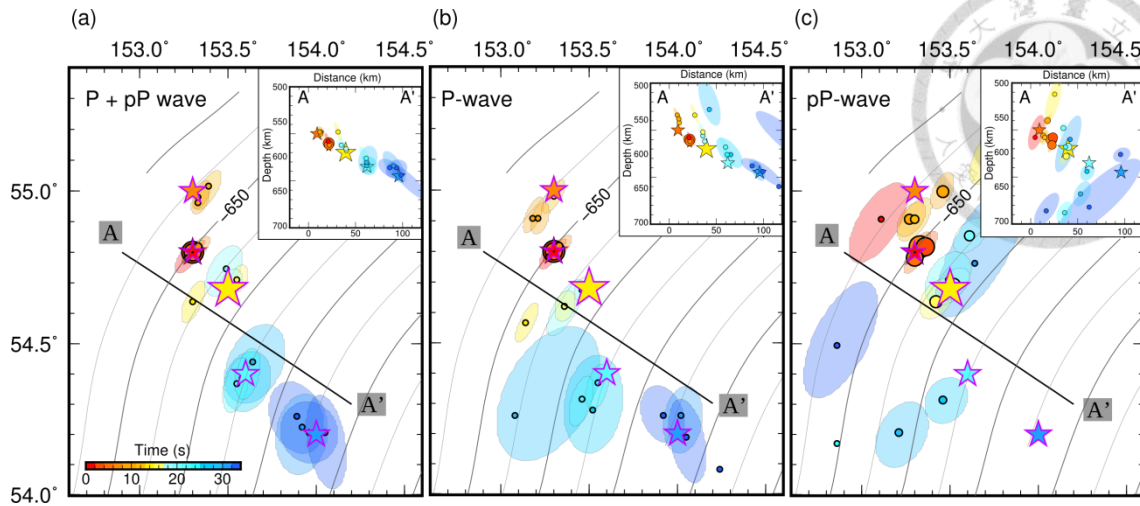 (a)
(b)
(c)
153.0° 153.5° 154.0° 154.5°
153.0° 153.5° 154.0° 154.5°
153.0° 153.5° 154.0° 154.5°
55.0°
54.5°
54.0°
P + pP wave
Distance (km)
A A'
Depth (km)
500
550
600
650
700
0 50 100
−650
A
A'
Time (s)
0 10 20 30
P-wave
Distance (km)
A A'
Depth (km)
500
550
600
650
700
0 50 100
−650
A
A'
pP-wave
Distance (km)
A A'
Depth (km)
500
550
600
650
700
0 50 100
−650
A
A'
大灣